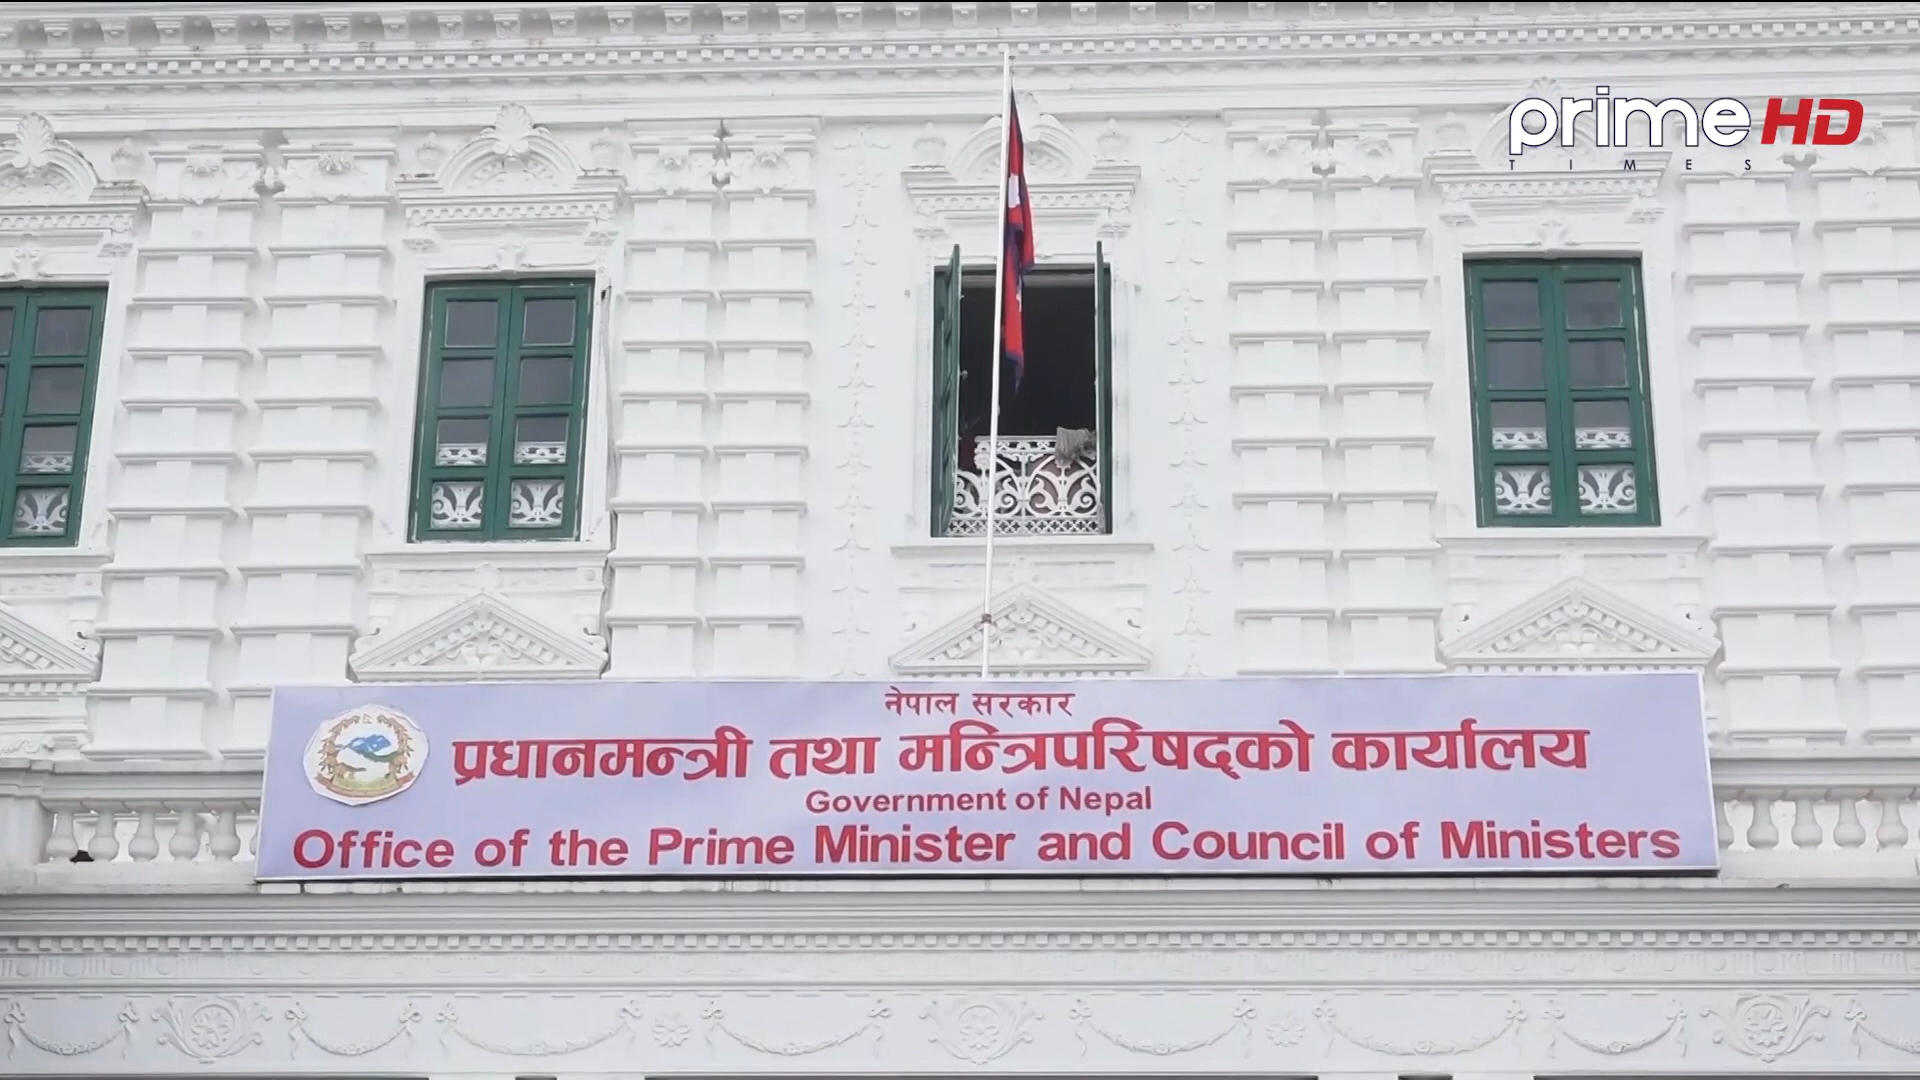 prime HD
TIMES
नेपाल सरकार
प्रधानमन्त्री तथा मन्त्रिपरिषद्को कार्यालय
Government of Nepal
Office of the Prime Minister and Council of Ministers